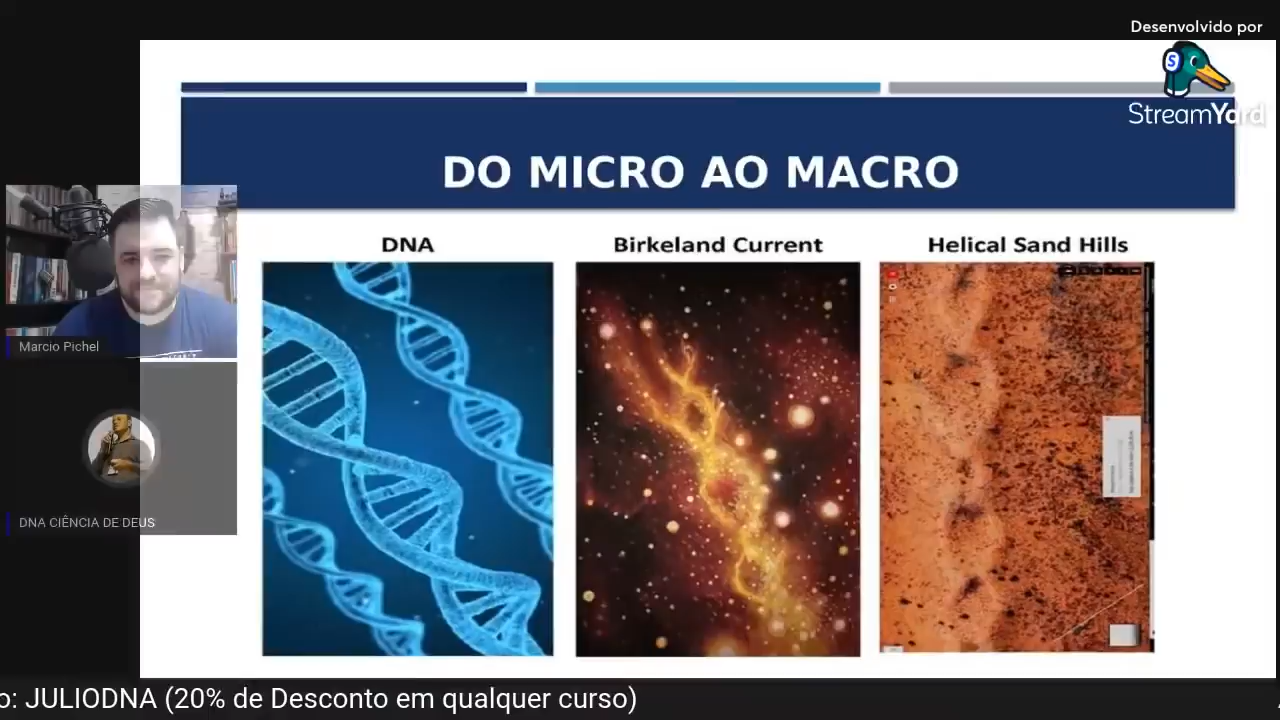 Desenvolvido por
StreamYard
DO MICRO AO MACRO
DNA
Birkeland Current
Helical Sand Hills
Marcio Pichel
DNA CIÊNCIA DE DEUS
o: JULIODNA (20% de Desconto em qualquer curso)